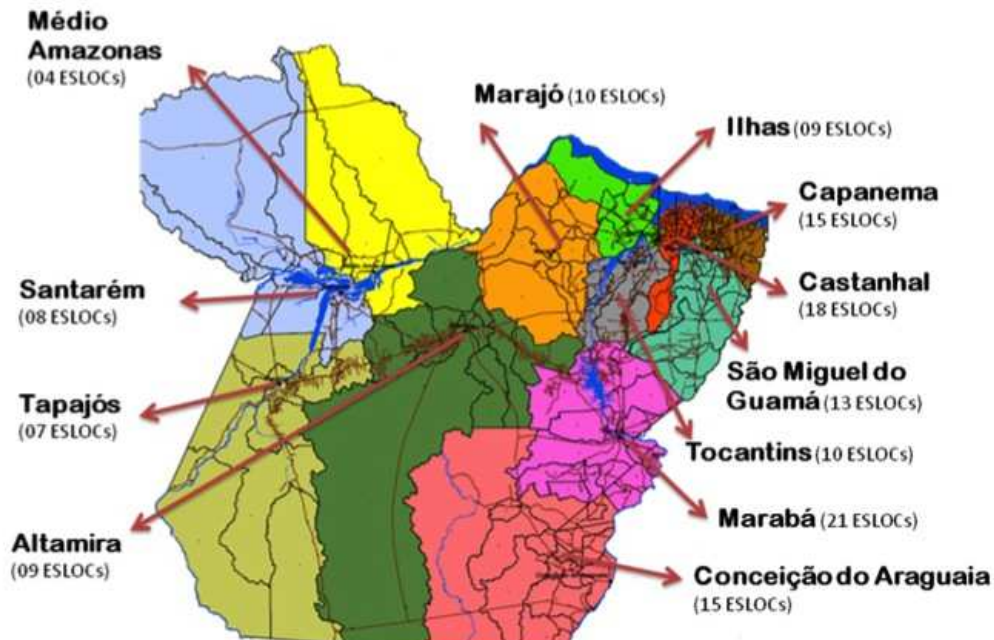 Médio
Amazonas
(04 ESLOCs)
Marajó (10 ESLOCs)
Ilhas (09 ESLOCs)
Capanema
(15 ESLOCs)
Santarém
(08 ESLOCs)
Castanhal
(18 ESLOCs)
São Miguel do
Guamá (13 ESLOCs)
Tapajós
(07 ESLOCs)
Tocantins (10 ESLOCs)
Marabá (21 ESLOCs)
Altamira
(09 ESLOCs)
Conceição do Araguaia
(15 ESLOCs)